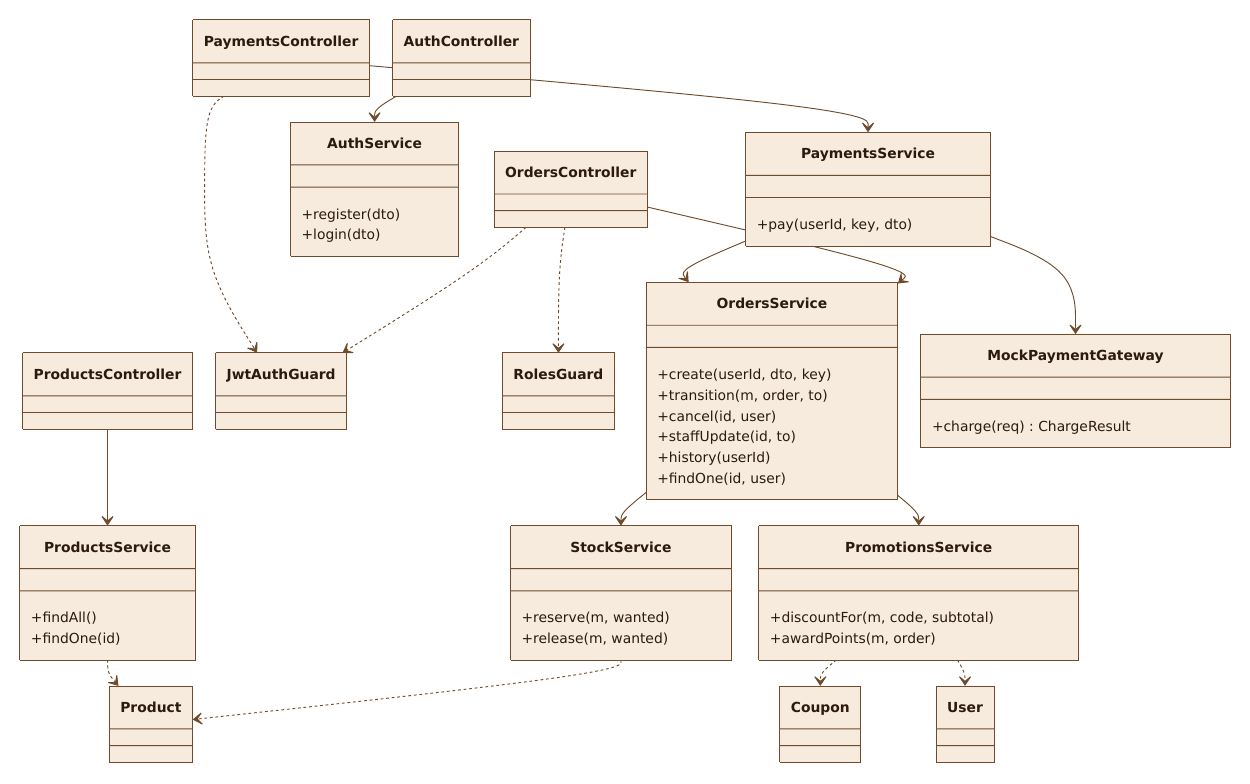 PaymentsController
AuthController
AuthService
+register(dto)
+login(dto)
OrdersController
PaymentsService
+pay(userId, key, dto)
OrdersService
+create(userId, dto, key)
+transition(m, order, to)
+cancel(id, user)
+staffUpdate(id, to)
+history(userId)
+findOne(id, user)
MockPaymentGateway
+charge(req) : ChargeResult
ProductsController
JwtAuthGuard
RolesGuard
ProductsService
+findAll()
+findOne(id)
StockService
+reserve(m, wanted)
+release(m, wanted)
PromotionsService
+discountFor(m, code, subtotal)
+awardPoints(m, order)
Product
Coupon
User